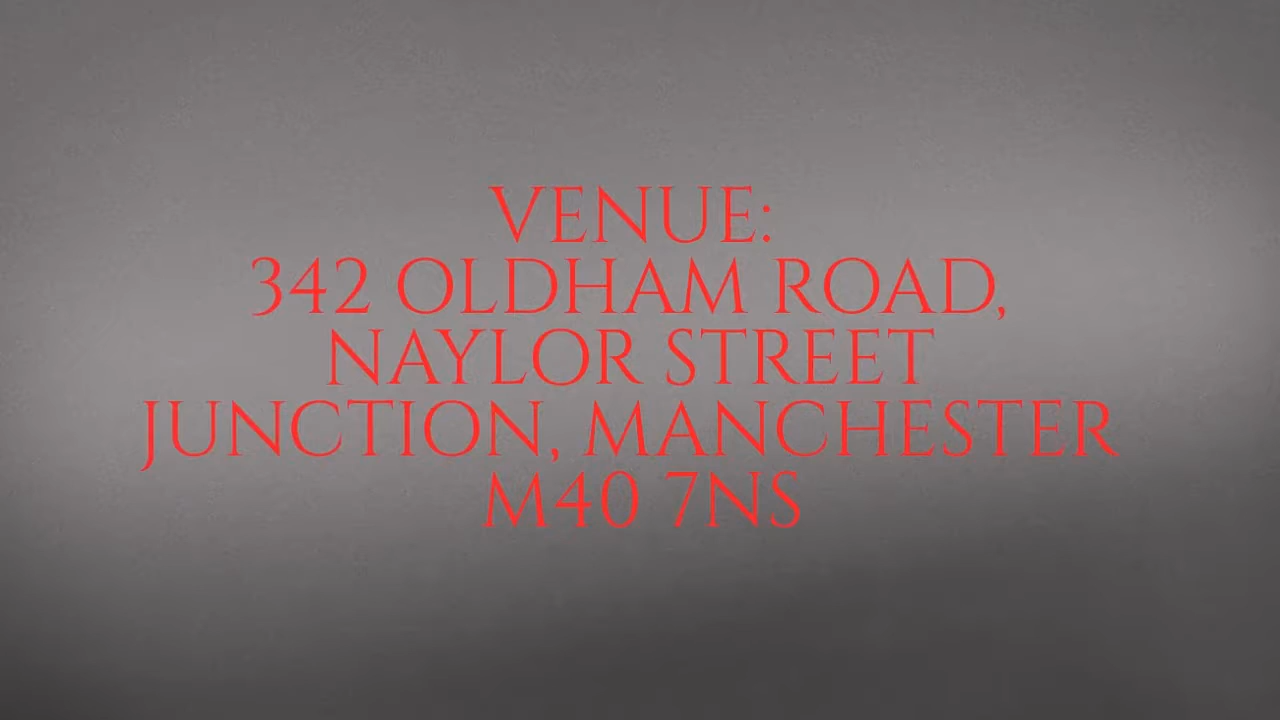 VENUE:
342 OLDHAM ROAD,
NAYLOR STREET
JUNCTION, MANCHESTER
M40 7NS